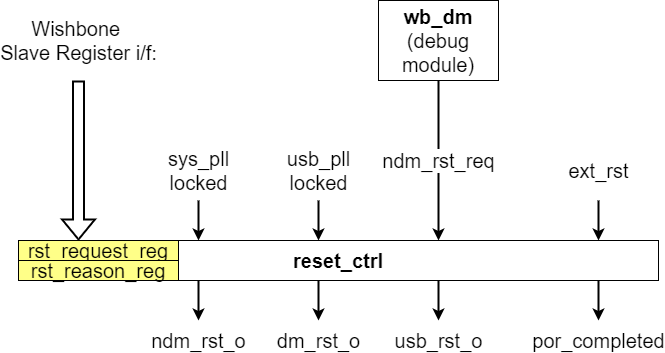 Wishbone
Slave Register i/f:
wb_dm
(debug
module)
sys_pll
locked
usb_pll
locked
ndm_rst_req
ext_rst
rst_request_reg
rst_reason_reg
reset_ctrl
ndm_rst_o
dm_rst_o
usb_rst_o
por_completed